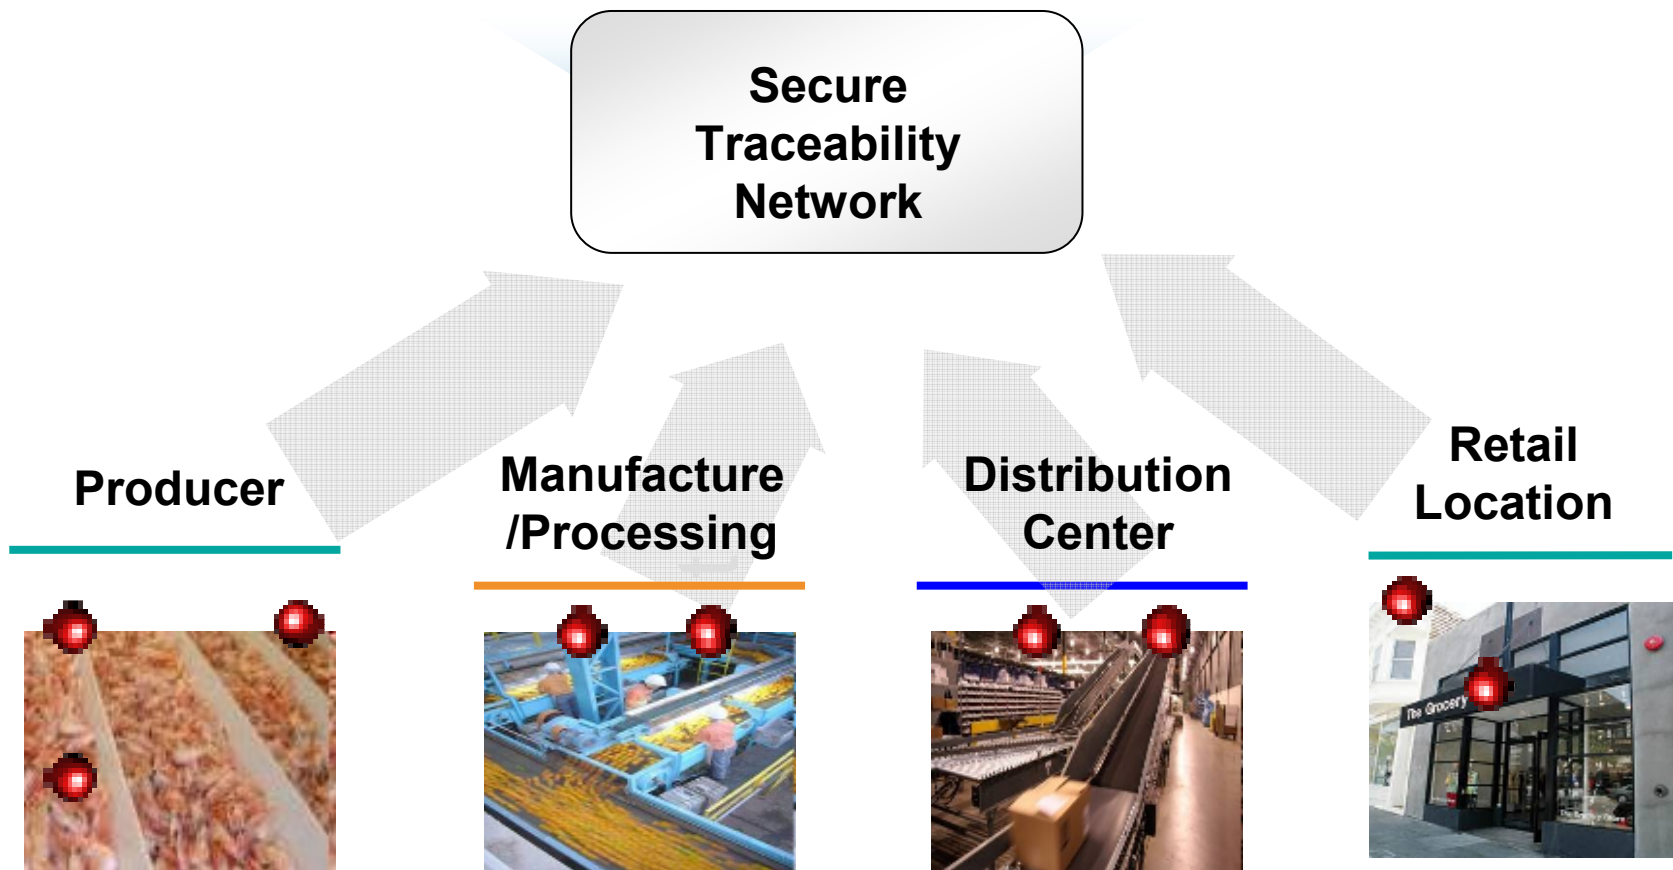 Secure
Traceability
Network
Producer
Manufacture
/Processing
Distribution
Center
Retail
Location
The Grocery